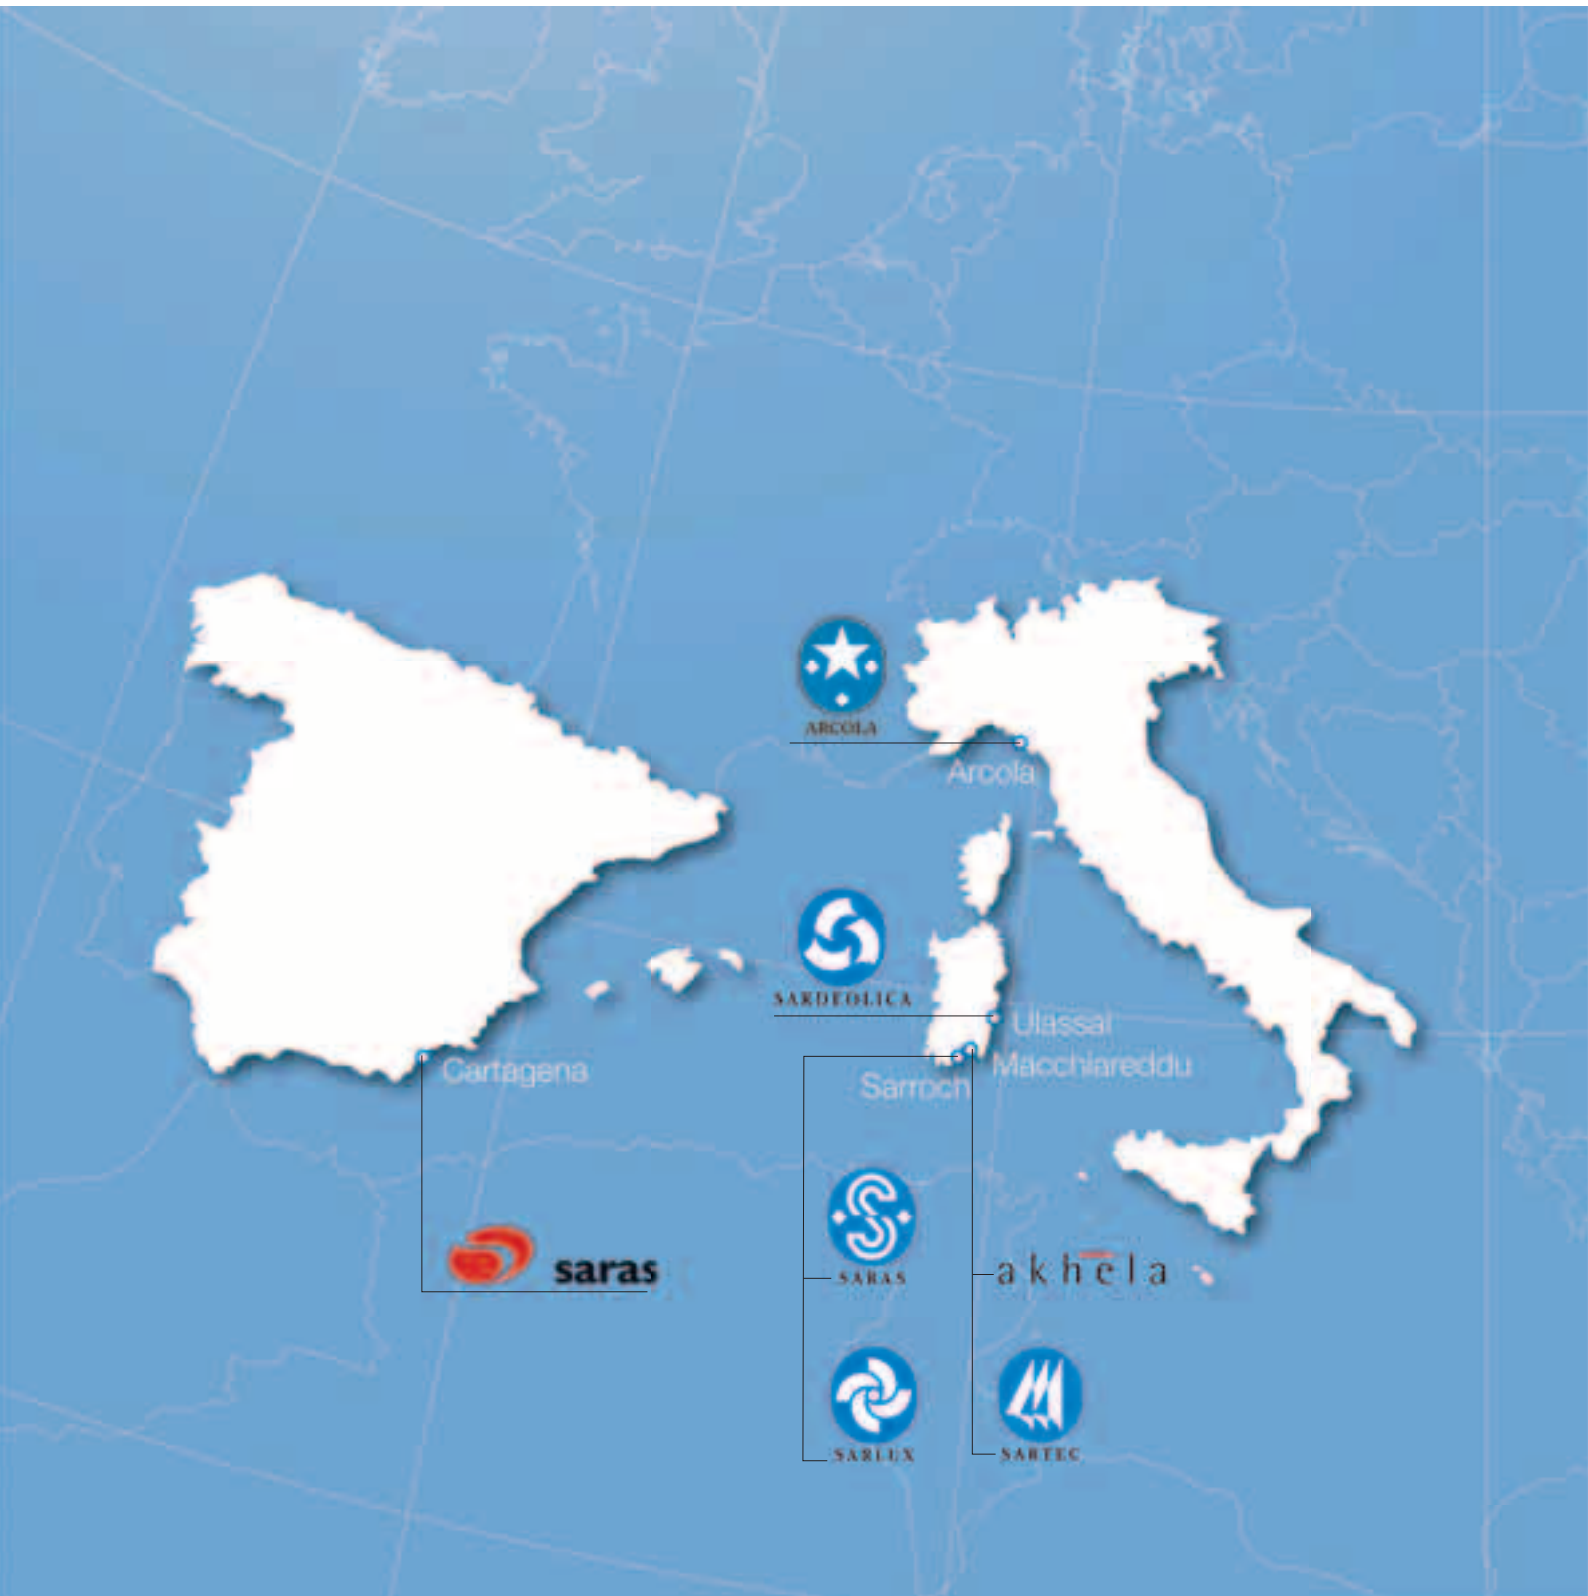 ARCOLA
Arcola
SARDEOLICA
Ulassai
Macchiareddu
Sarroch
Cartagena
saras
SARAS
akhela
SARLUX
SARTEC